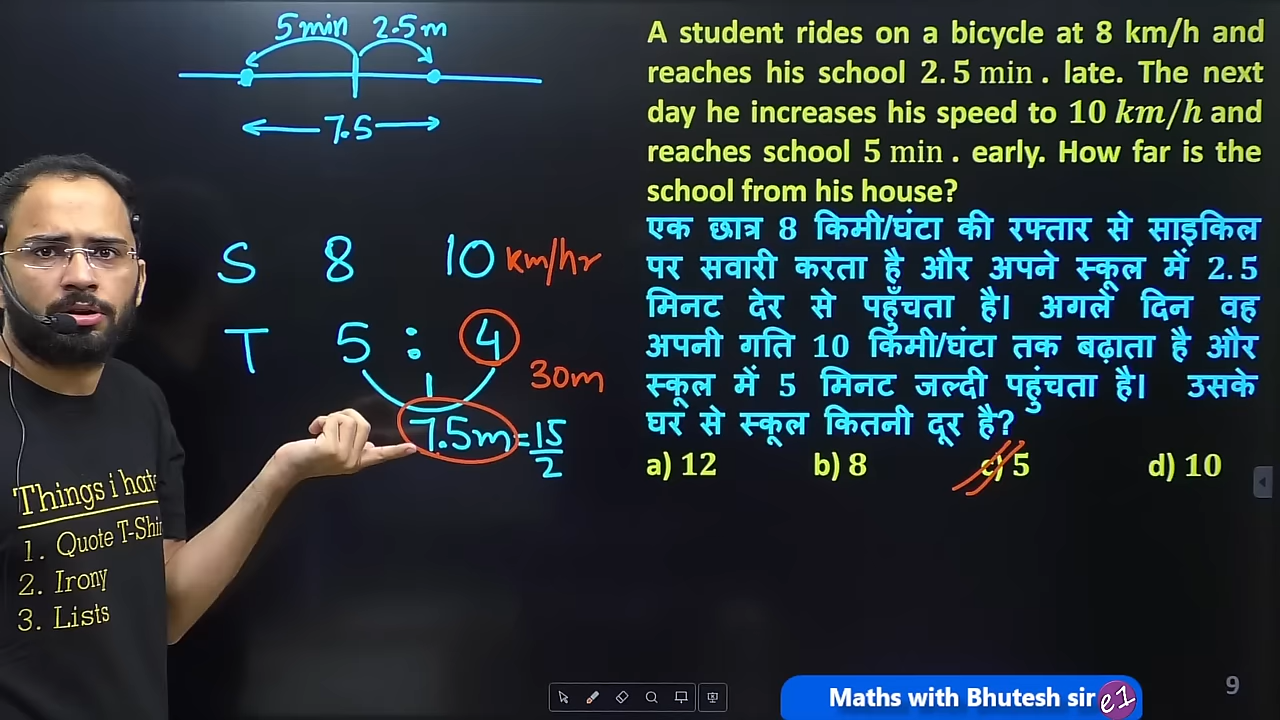 5 min 2.5 m
7.5
S 8 10 km/hr
T 5 : 4
1
30m
7.5m = 15/2
Things i hate
1. Quote T-Shir
2. Irony
3. Lists
A student rides on a bicycle at 8 km/h and
reaches his school 2.5 min . late. The next
day he increases his speed to 10 km/h and
reaches school 5 min . early. How far is the
school from his house?
एक छात्र 8 किमी/घंटा की रफ्तार से साइकिल
पर सवारी करता है और अपने स्कूल में 2.5
मिनट देर से पहुँचता है। अगले दिन वह
अपनी गति 10 किमी/घंटा तक बढ़ाता है और
स्कूल में 5 मिनट जल्दी पहुंचता है। उसके
घर से स्कूल कितनी दूर है?
a) 12 b) 8 c) 5 d) 10
Maths with Bhutesh sir e1
9